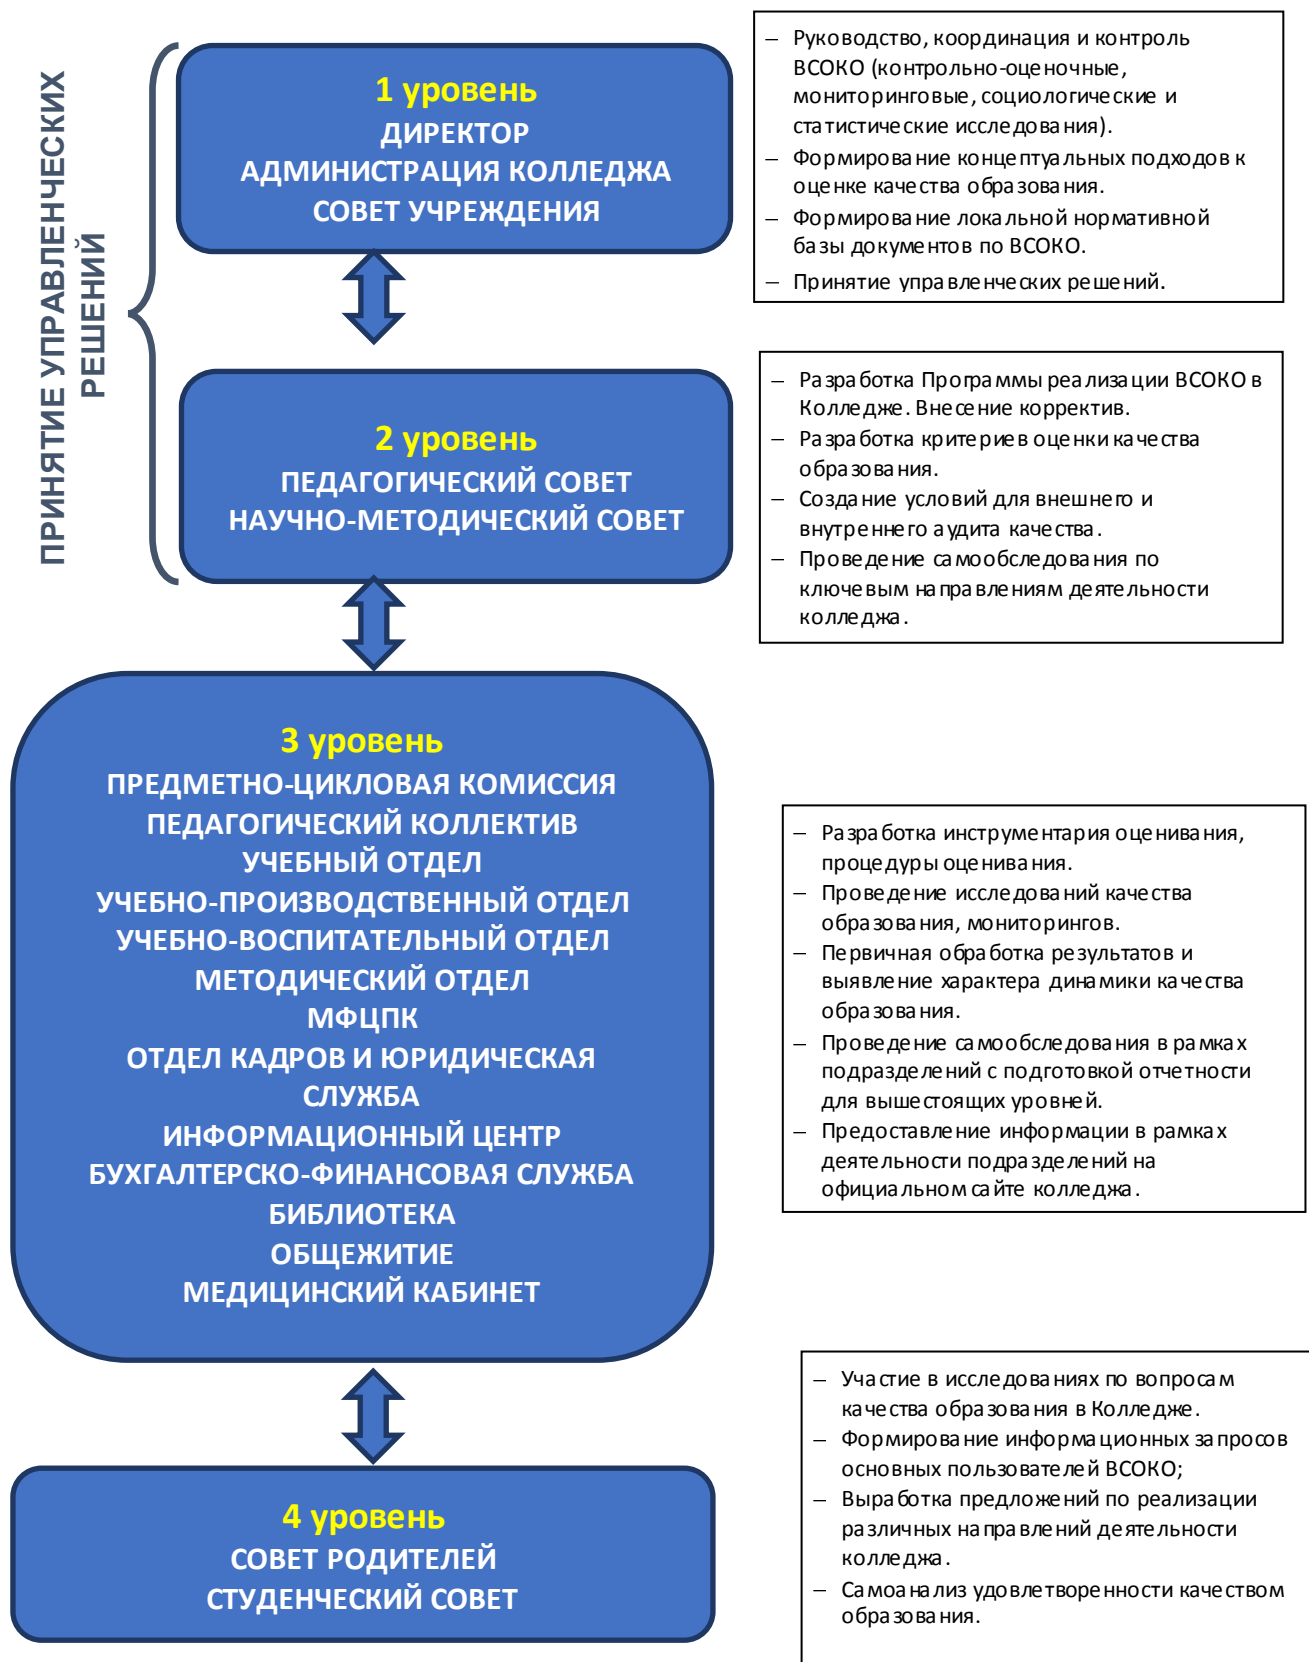 ПРИНЯТИЕ УПРАВЛЕНЧЕСКИХ
РЕШЕНИЙ
1 уровень
ДИРЕКТОР
АДМИНИСТРАЦИЯ КОЛЛЕДЖА
СОВЕТ УЧРЕЖДЕНИЯ
– Руководство, координация и контроль
ВСОКО (контрольно-оценочные,
мониторинговые, социологические и
статистические исследования).
– Формирование концептуальных подходов к
оценке качества образования.
– Формирование локальной нормативной
базы документов по ВСОКО.
– Принятие управленческих решений.
2 уровень
ПЕДАГОГИЧЕСКИЙ СОВЕТ
НАУЧНО-МЕТОДИЧЕСКИЙ СОВЕТ
– Разработка Программы реализации ВСОКО в
Колледже. Внесение корректив.
– Разработка критериев оценки качества
образования.
– Создание условий для внешнего и
внутреннего аудита качества.
– Проведение самообследования по
ключевым направлениям деятельности
колледжа.
3 уровень
ПРЕДМЕТНО-ЦИКЛОВАЯ КОМИССИЯ
ПЕДАГОГИЧЕСКИЙ КОЛЛЕКТИВ
УЧЕБНЫЙ ОТДЕЛ
УЧЕБНО-ПРОИЗВОДСТВЕННЫЙ ОТДЕЛ
УЧЕБНО-ВОСПИТАТЕЛЬНЫЙ ОТДЕЛ
МЕТОДИЧЕСКИЙ ОТДЕЛ
МФЦПК
ОТДЕЛ КАДРОВ И ЮРИДИЧЕСКАЯ
СЛУЖБА
ИНФОРМАЦИОННЫЙ ЦЕНТР
БУХГАЛТЕРСКО-ФИНАНСОВАЯ СЛУЖБА
БИБЛИОТЕКА
ОБЩЕЖИТИЕ
МЕДИЦИНСКИЙ КАБИНЕТ
– Разработка инструментария оценивания,
процедуры оценивания.
– Проведение исследований качества
образования, мониторингов.
– Первичная обработка результатов и
выявление характера динамики качества
образования.
– Проведение самообследования в рамках
подразделений с подготовкой отчетности
для вышестоящих уровней.
– Предоставление информации в рамках
деятельности подразделений на
официальном сайте колледжа.
4 уровень
СОВЕТ РОДИТЕЛЕЙ
СТУДЕНЧЕСКИЙ СОВЕТ
– Участие в исследованиях по вопросам
качества образования в Колледже.
– Формирование информационных запросов
основных пользователей ВСОКО;
– Выработка предложений по реализации
различных направлений деятельности
колледжа.
– Самоанализ удовлетворенности качеством
образования.